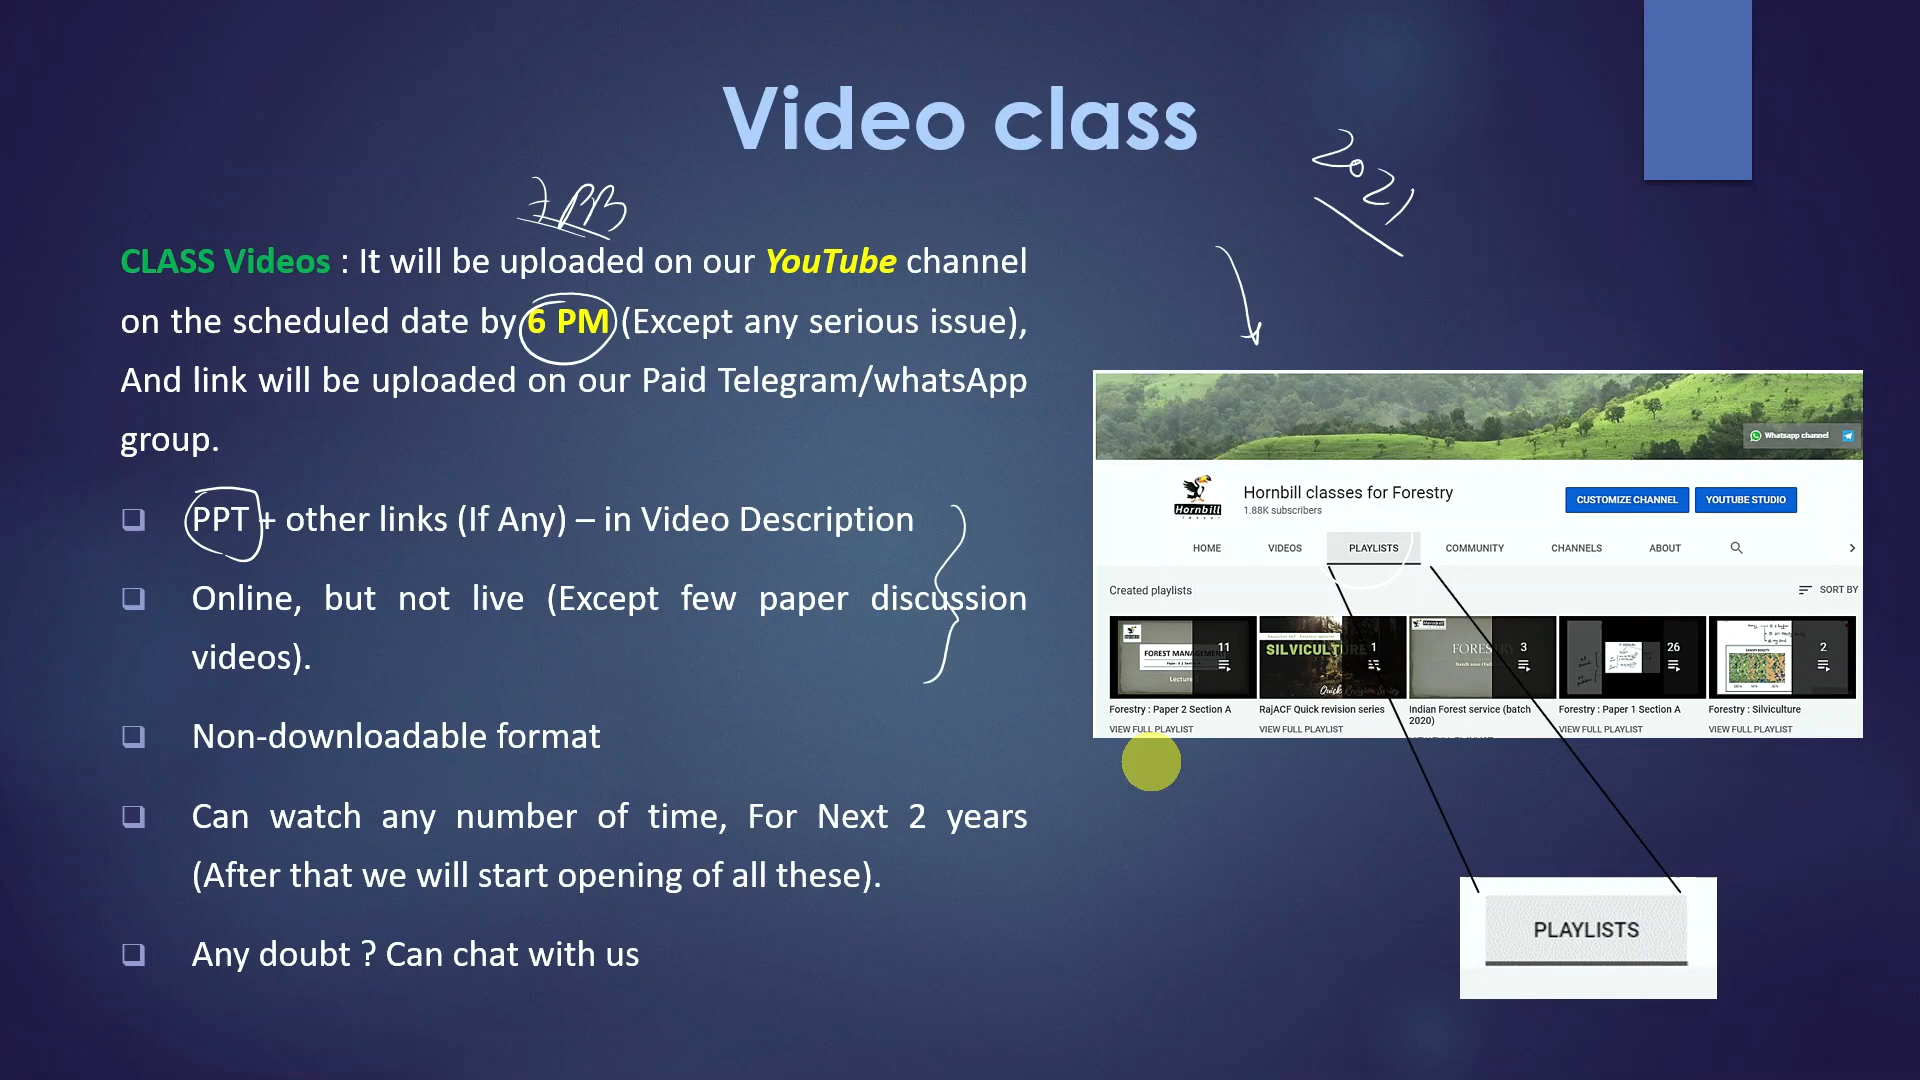 Video class
2021
CLASS Videos : It will be uploaded on our YouTube channel
on the scheduled date by 6 PM (Except any serious issue),
And link will be uploaded on our Paid Telegram/whatsApp
group.
PPT + other links (If Any) – in Video Description
Online, but not live (Except few paper discussion
videos).
Non-downloadable format
Can watch any number of time, For Next 2 years
(After that we will start opening of all these).
Any doubt ? Can chat with us
Whatsapp channel
Hornbill
Hornbill classes for Forestry
1.88K subscribers
CUSTOMIZE CHANNEL
YOUTUBE STUDIO
HOME VIDEOS PLAYLISTS COMMUNITY CHANNELS ABOUT
Created playlists
SORT BY
FOREST MANAGEMENT
Lecture
11
SILVICULTURE
1
Quick Revision Series
FORESTRY
3
26
2
Forestry : Paper 2 Section A
VIEW FULL PLAYLIST
RajACF Quick revision series
VIEW FULL PLAYLIST
Indian Forest service (batch
2020)
Forestry : Paper 1 Section A
VIEW FULL PLAYLIST
Forestry : Silviculture
VIEW FULL PLAYLIST
PLAYLISTS